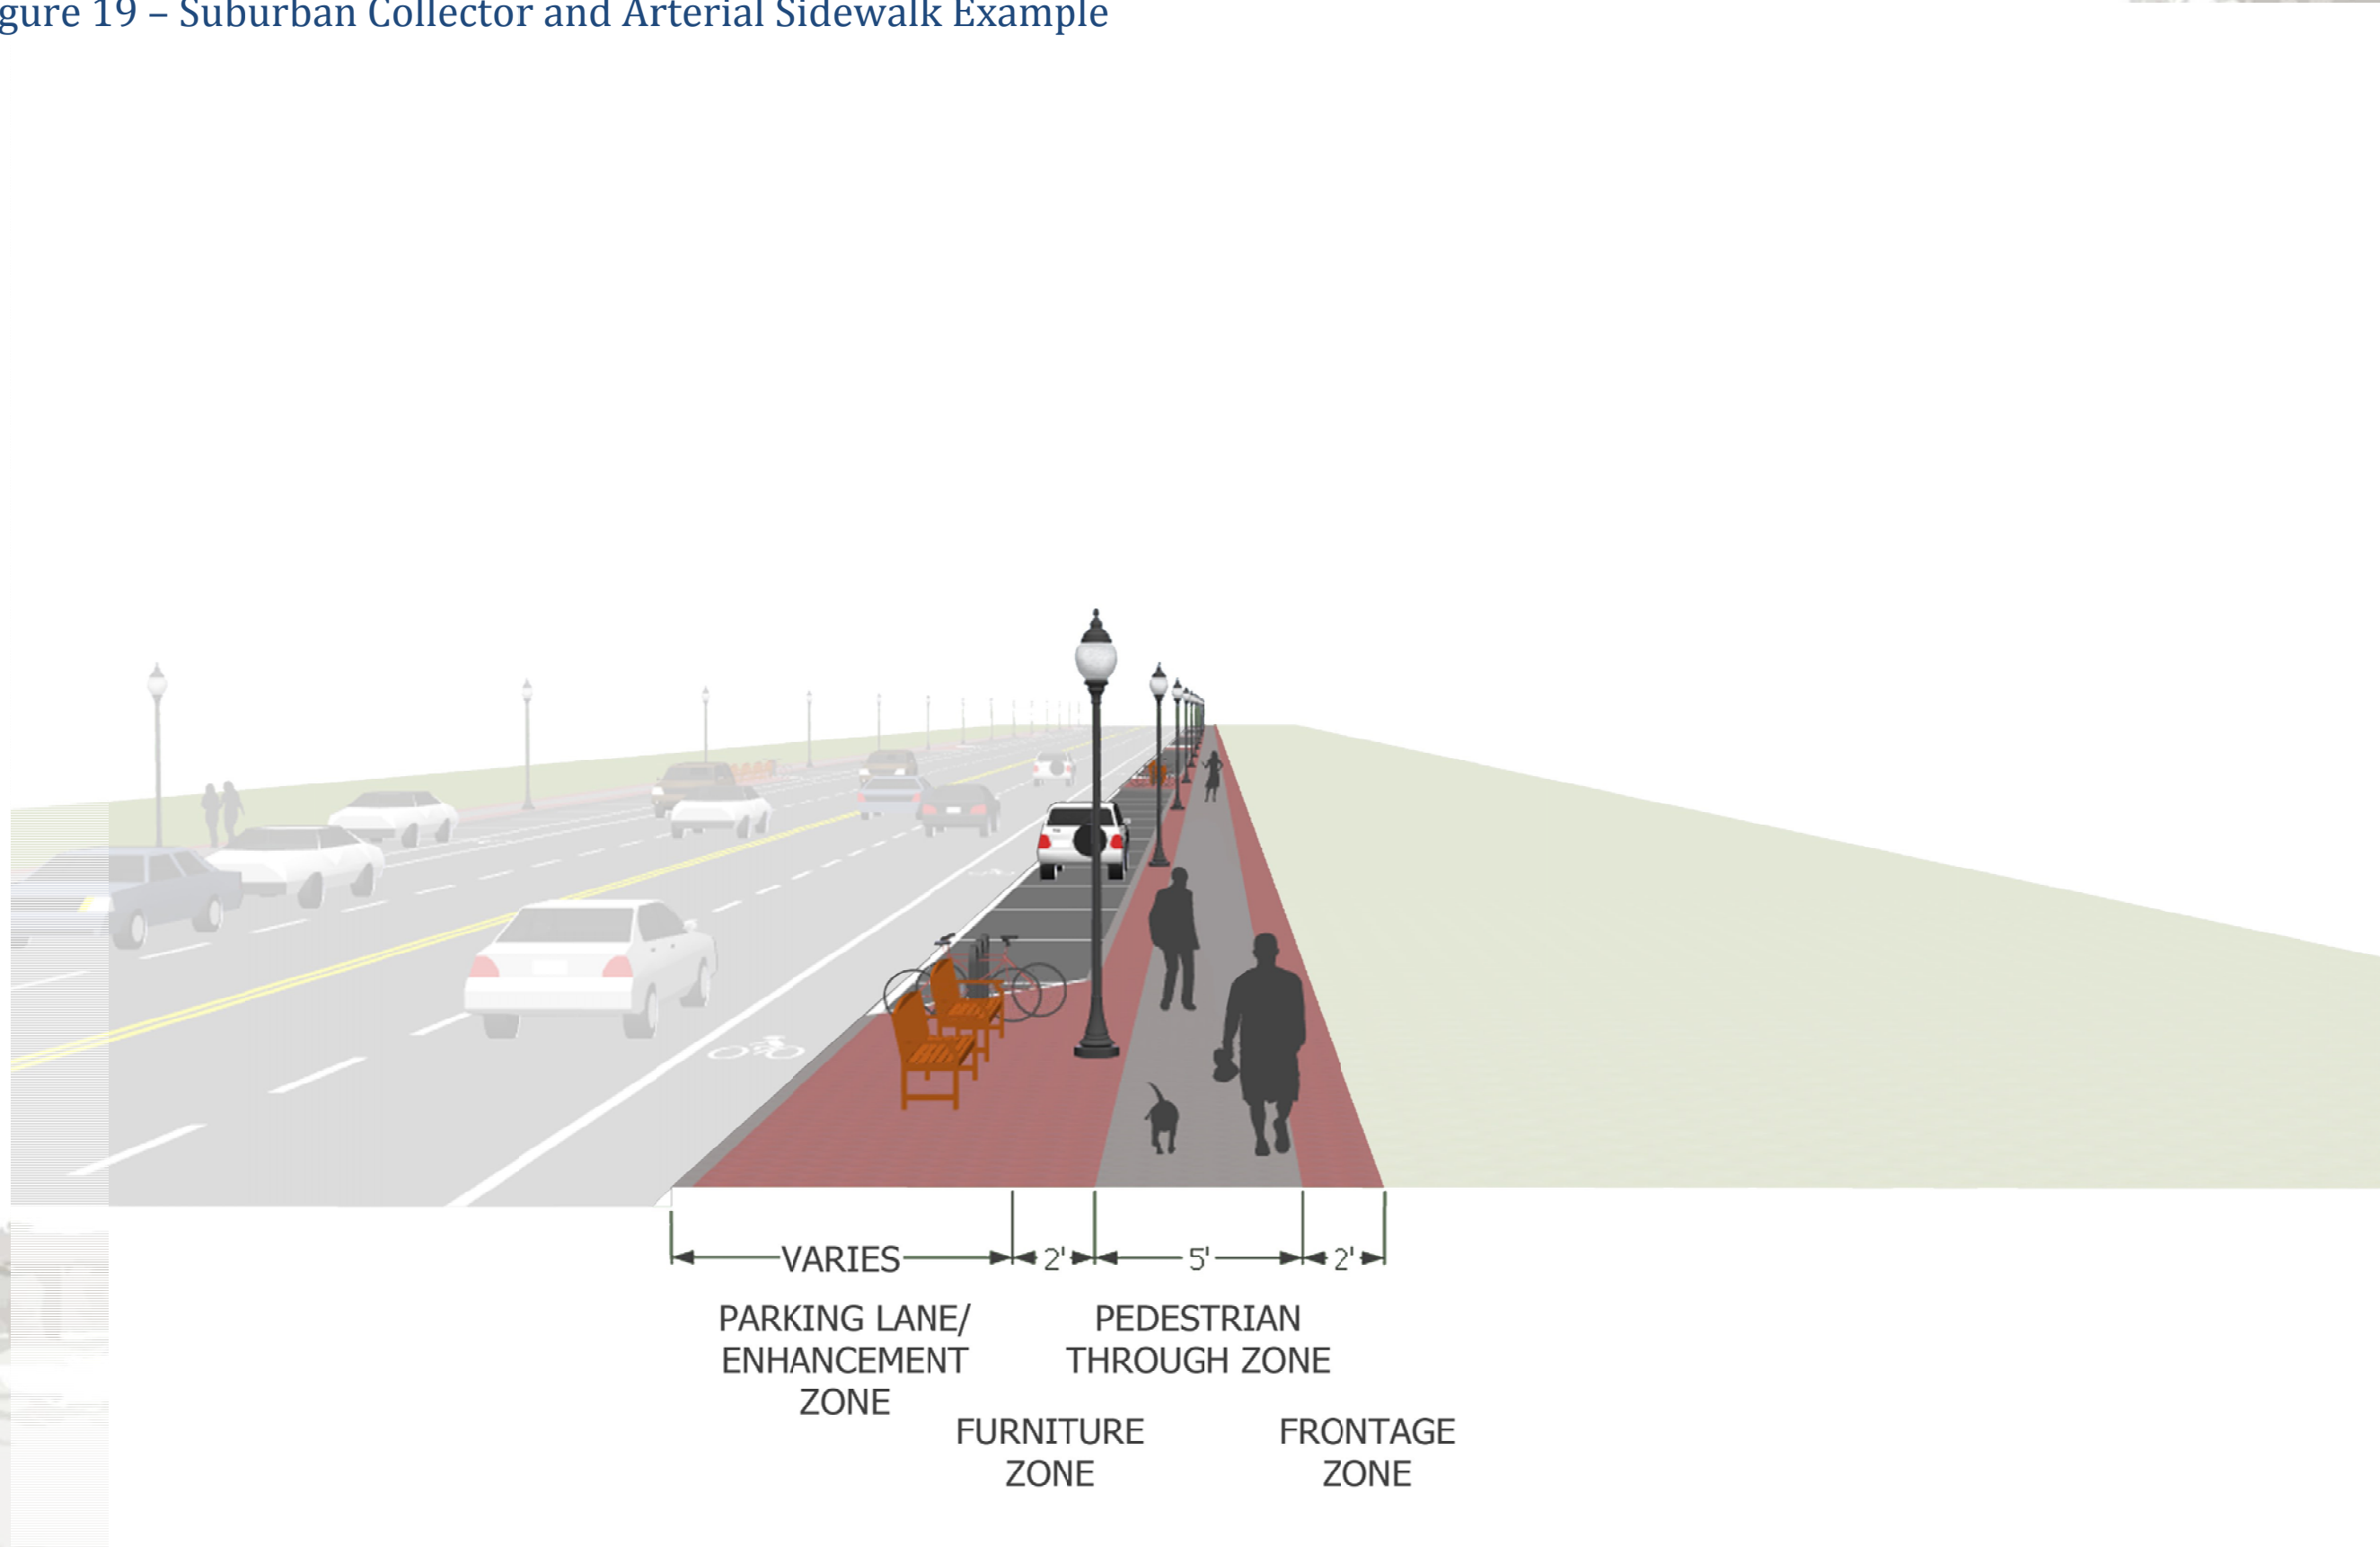 gure 19 – Suburban Collector and Arterial Sidewalk Example
VARIES 2' 5' 2'
PARKING LANE/
ENHANCEMENT
ZONE
FURNITURE
ZONE
PEDESTRIAN
THROUGH ZONE
FRONTAGE
ZONE